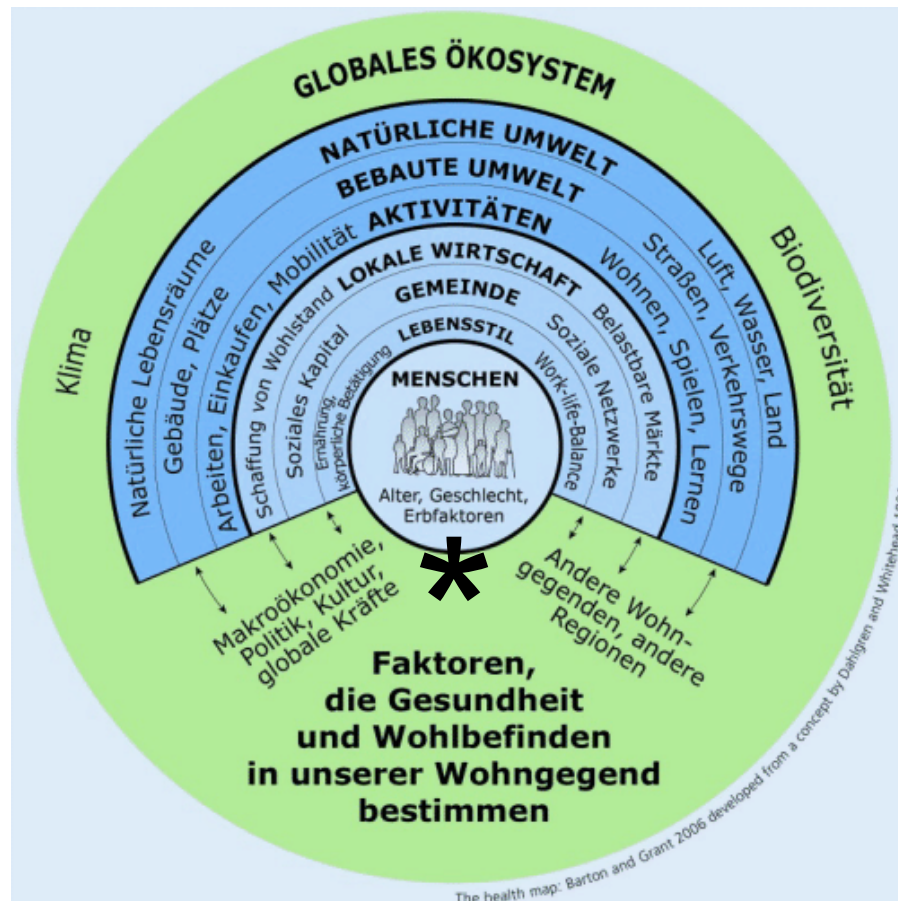 GLOBALES ÖKOSYSTEM
Klima
Biodiversität
NATÜRLICHE UMWELT
Natürliche Lebensräume
Luft, Wasser, Land
BEBAUTE UMWELT
Gebäude, Plätze
Straßen, Verkehrswege
AKTIVITÄTEN
Arbeiten, Einkaufen, Mobilität
Wohnen, Spielen, Lernen
LOKALE WIRTSCHAFT
Schaffung von Wohlstand
Belastbare Märkte
GEMEINDE
Soziales Kapital
Soziale Netzwerke
LEBENSSTIL
Ernährung,
körperliche Betätigung
Work-life-Balance
MENSCHEN
Alter, Geschlecht,
Erbfaktoren
*
Makroökonomie,
Politik, Kultur,
globale Kräfte
Andere Wohn-
gegenden, andere
Regionen
Faktoren,
die Gesundheit
und Wohlbefinden
in unserer Wohngegend
bestimmen
The health map: Barton and Grant 2006 developed from a concept by Dahlgren and Whitehead